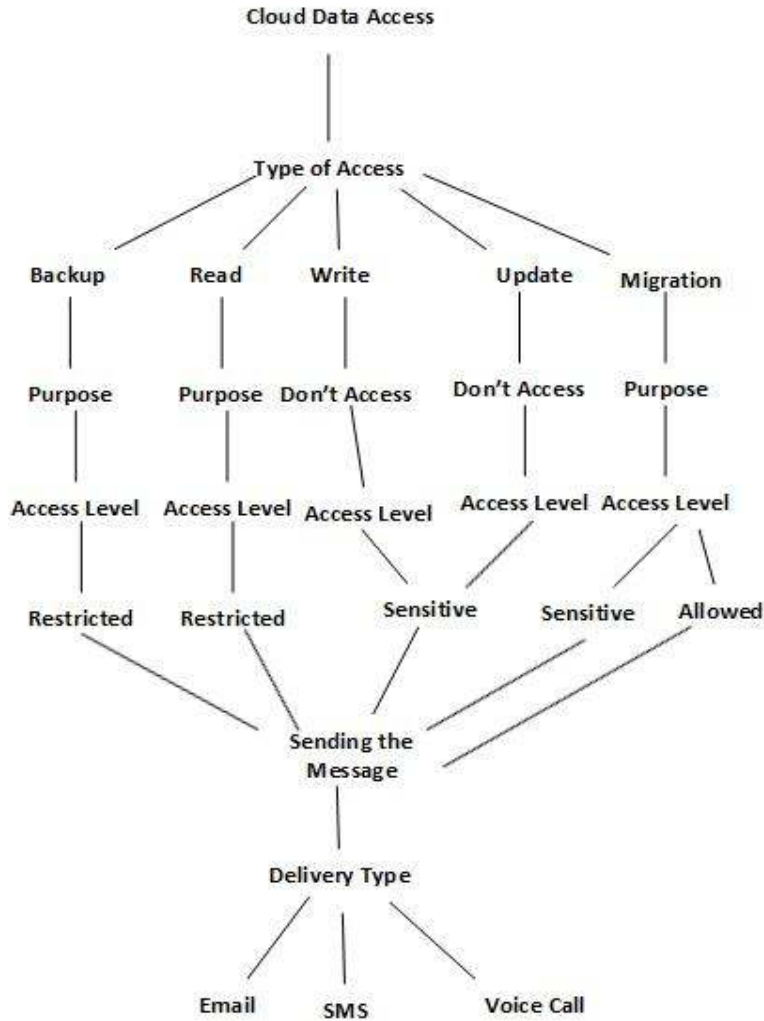 Cloud Data Access
Type of Access
Backup
Read
Write
Update
Migration
Purpose
Purpose
Don't Access
Don't Access
Purpose
Access Level
Access Level
Access Level
Access Level
Access Level
Restricted
Restricted
Sensitive
Sensitive
Allowed
Sending the
Message
Delivery Type
Email
SMS
Voice Call